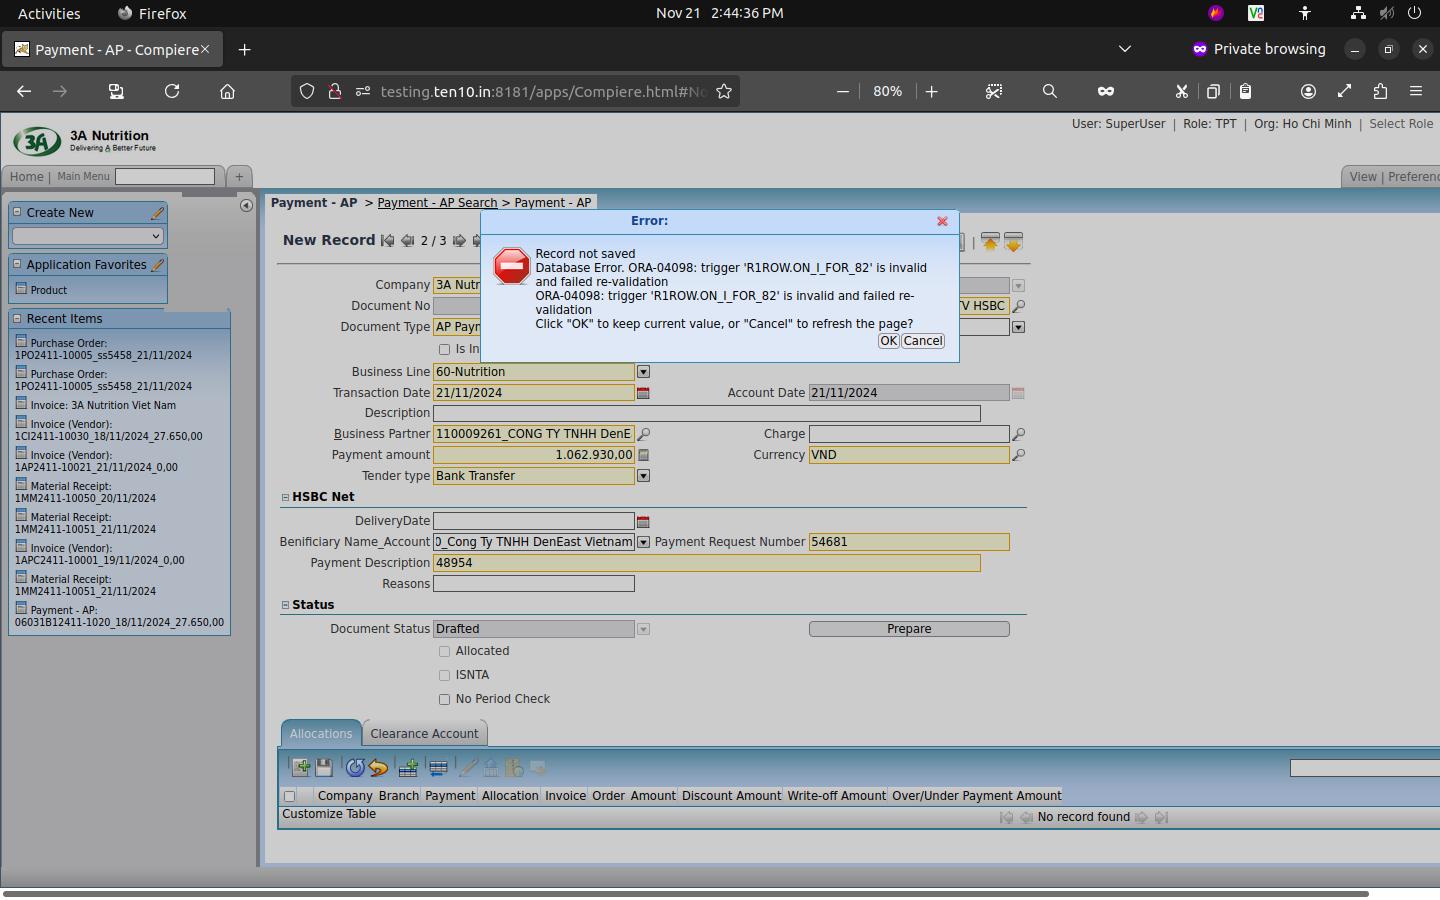 Activities Firefox Nov 21 2:44:36 PM
Payment - AP - Compiere × + Private browsing
testing.ten10.in:8181/apps/Compiere.html#No 80%
3A 3A Nutrition
Delivering A Better Future
User: SuperUser | Role: TPT | Org: Ho Chi Minh | Select Role
Home | Main Menu + View | Preferenc
Create New
Application Favorites
Product
Recent Items
Purchase Order:
1PO2411-10005_ss5458_21/11/2024
Purchase Order:
1PO2411-10005_ss5458_21/11/2024
Invoice: 3A Nutrition Viet Nam
Invoice (Vendor):
1CI2411-10030_18/11/2024_27.650,00
Invoice (Vendor):
1AP2411-10021_21/11/2024_0,00
Material Receipt:
1MM2411-10050_20/11/2024
Material Receipt:
1MM2411-10051_21/11/2024
Invoice (Vendor):
1APC2411-10001_19/11/2024_0,00
Material Receipt:
1MM2411-10051_21/11/2024
Payment - AP:
06031B12411-1020_18/11/2024_27.650,00
Payment - AP > Payment - AP Search > Payment - AP
New Record 2 / 3
Error:
Record not saved
Database Error. ORA-04098: trigger 'R1ROW.ON_I_FOR_82' is invalid
and failed re-validation
ORA-04098: trigger 'R1ROW.ON_I_FOR_82' is invalid and failed re-
validation
Click "OK" to keep current value, or "Cancel" to refresh the page?
OK Cancel
Company 3A Nutr
Document No V HSBC
Document Type AP Payn
Is In
Business Line 60-Nutrition
Transaction Date 21/11/2024 Account Date 21/11/2024
Description
Business Partner 110009261_CONG TY TNHH DenE Charge
Payment amount 1.062.930,00 Currency VND
Tender type Bank Transfer
HSBC Net
DeliveryDate
Benificiary Name_Account 0_Cong Ty TNHH DenEast Vietnam Payment Request Number 54681
Payment Description 48954
Reasons
Status
Document Status Drafted Prepare
Allocated
ISNTA
No Period Check
Allocations Clearance Account
Company Branch Payment Allocation Invoice Order Amount Discount Amount Write-off Amount Over/Under Payment Amount
Customize Table No record found